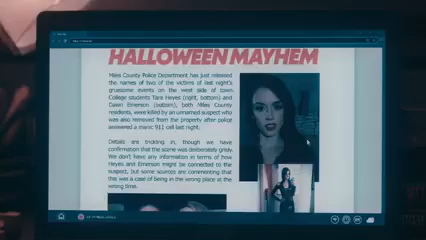 HALLOWEEN MAYHEM
Miles County Police Department has just released
the names of two of the victims of last night's
gruesome events on the west side of town.
College students Tara Heyes (right, bottom) and
Dawn Emerson (bottom), both Miles County
residents, were killed by an unnamed suspect who
was also removed from the property after police
answered a manic 911 call last night.
Details are trickling in, though we have
confirmation that the scene was deliberately grisly.
We don't have any information in terms of how
Heyes and Emerson might be connected to the
suspect, but some sources are commenting that
this was a case of being in the wrong place at the
wrong time.